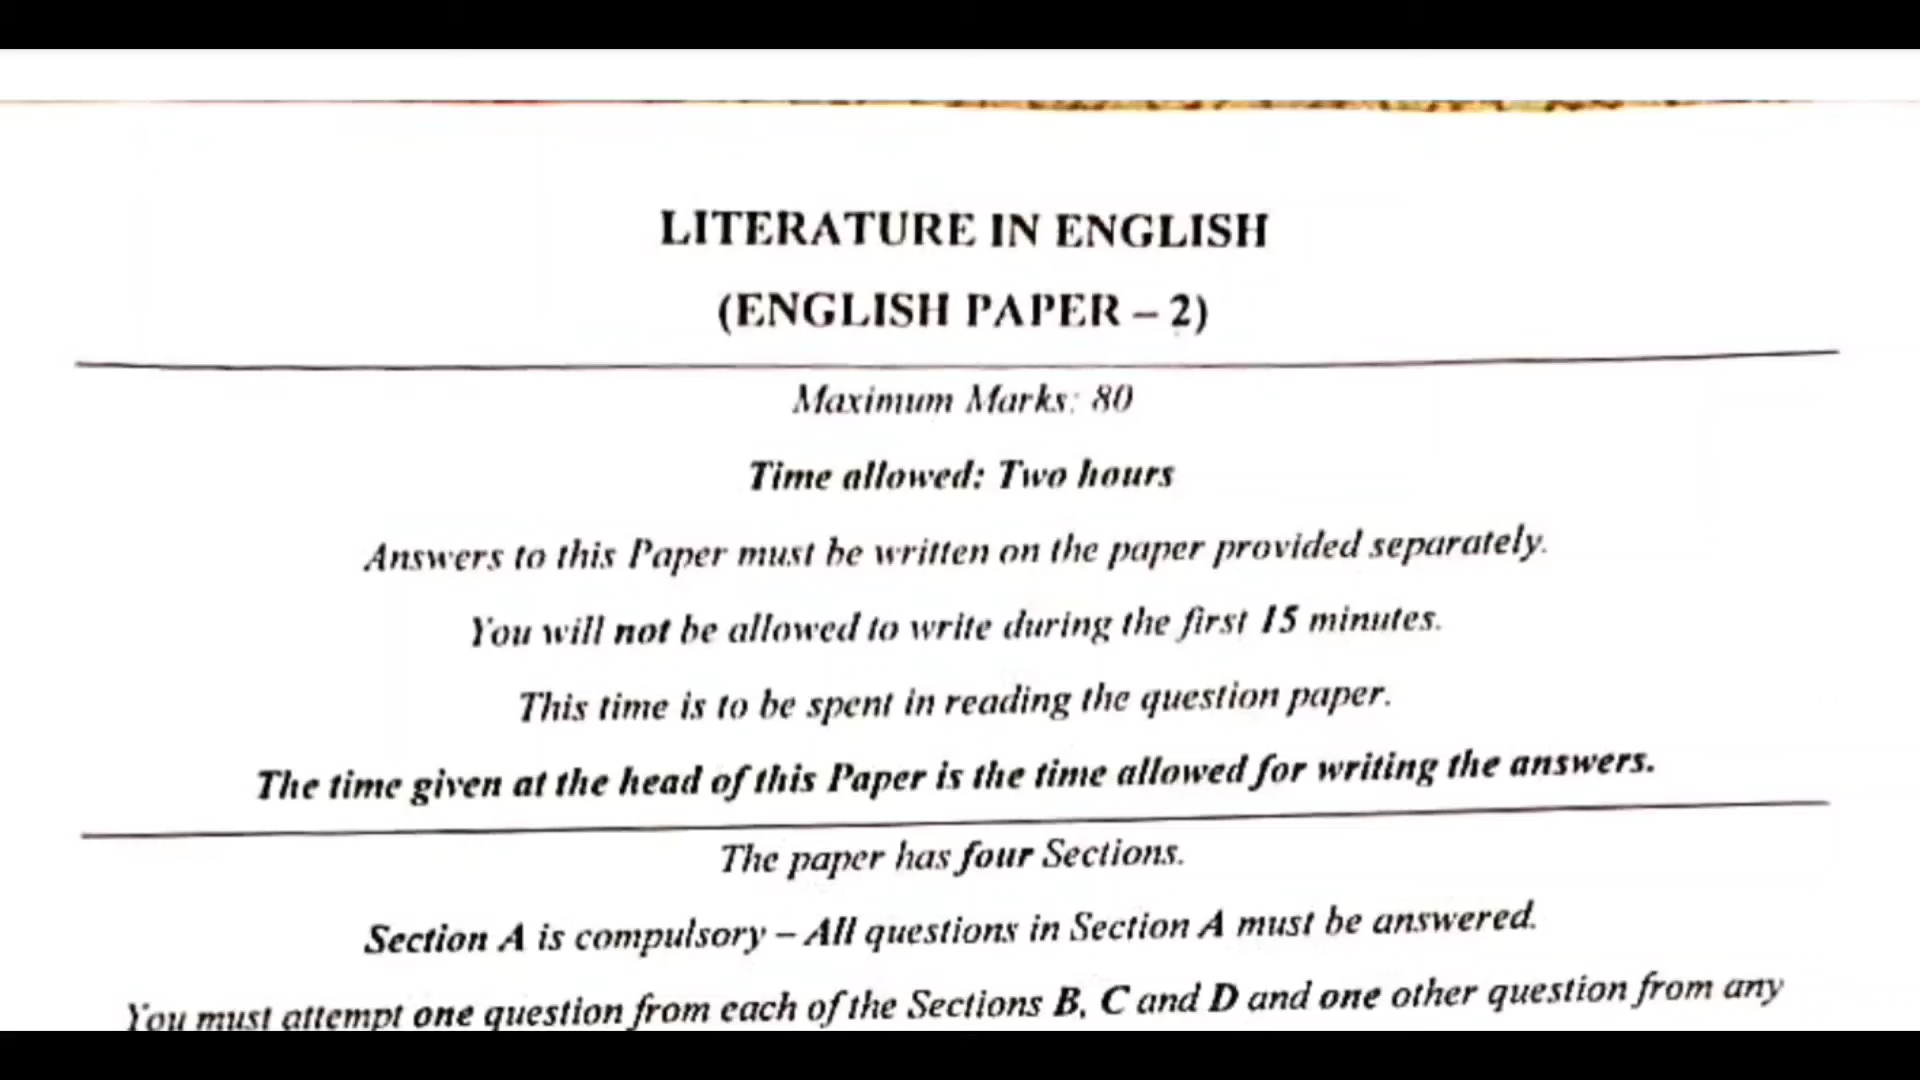 LITERATURE IN ENGLISH
(ENGLISH PAPER – 2)
Maximum Marks: 80
Time allowed: Two hours
Answers to this Paper must be written on the paper provided separately.
You will not be allowed to write during the first 15 minutes.
This time is to be spent in reading the question paper.
The time given at the head of this Paper is the time allowed for writing the answers.
The paper has four Sections.
Section A is compulsory – All questions in Section A must be answered.
You must attempt one question from each of the Sections B, C and D and one other question from any